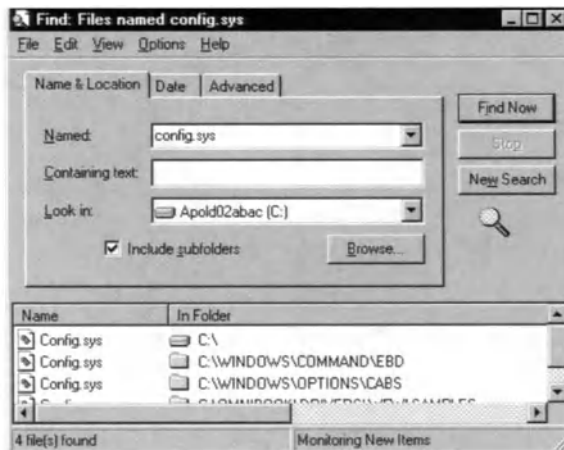 Find: Files named config.sys
File Edit View Options Help
Name & Location Date Advanced
Named: config.sys
Containing text:
Look in: Apold02abac (C:)
Include subfolders
Browse...
Find Now
Stop
New Search
Name In Folder
Config.sys C:\
Config.sys C:\WINDOWS\COMMAND\EBD
Config.sys C:\WINDOWS\OPTIONS\CABS
4 file(s) found Monitoring New Items